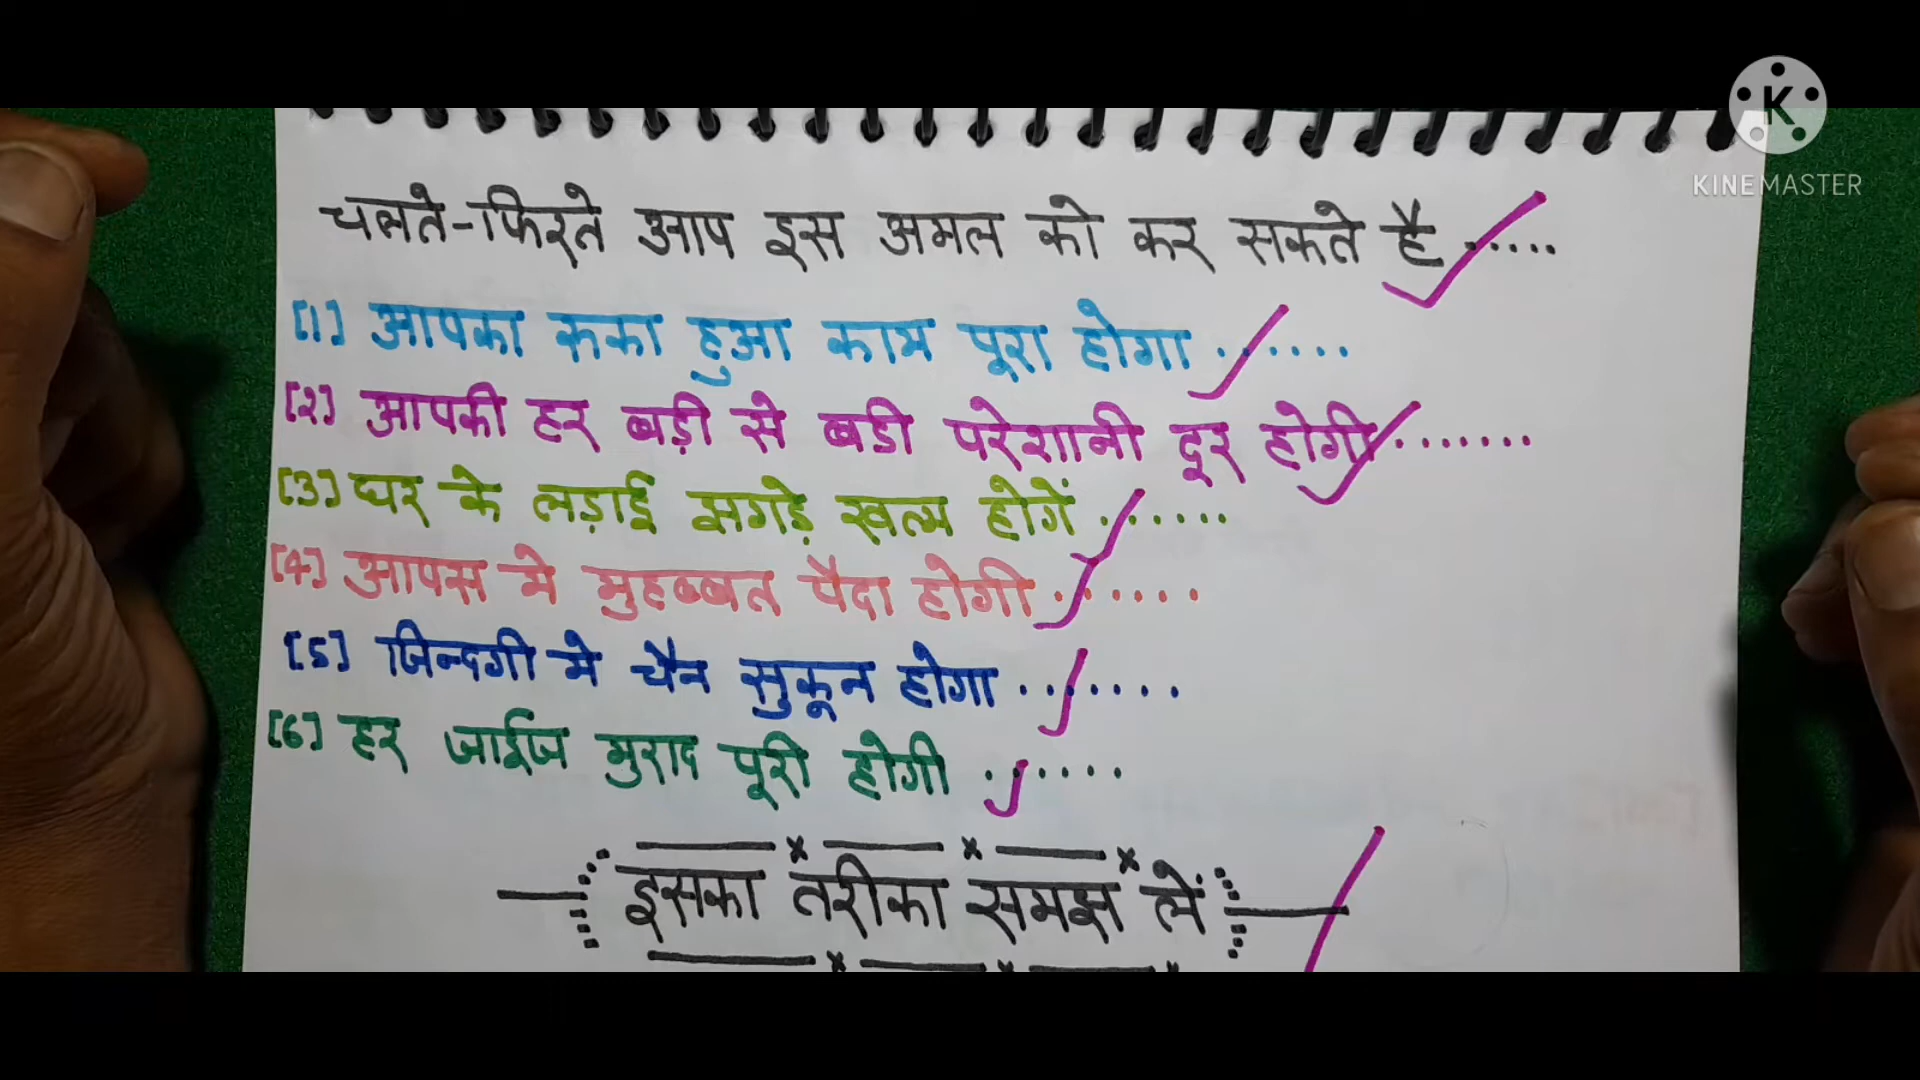 KINEMASTER
चलते-फिरते आप इस अमल को कर सकते है.....
[1] आपका रुका हुआ काम पूरा होगा.......
[2] आपकी हर बड़ी से बडी परेशानी दूर होगी.......
[3] घर के लड़ाई झगड़े खत्म होगें.......
[4] आपस मे मुहब्बत पैदा होगी.......
[5] जिन्दगी मे चैन सुकून होगा.......
[6] हर जाईज मुराद पूरी होगी......
इसका तरीका समझ लें